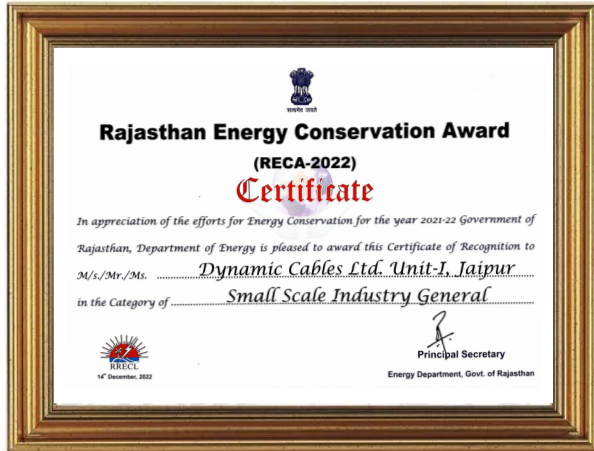 सत्यमेव जयते
Rajasthan Energy Conservation Award
(RECA-2022)
Certificate
In appreciation of the efforts for Energy Conservation for the year 2021-22 Government of
Rajasthan, Department of Energy is pleased to award this Certificate of Recognition to
M/s./Mr./Ms. Dynamic Cables Ltd. Unit-I, Jaipur
in the Category of Small Scale Industry General
Principal Secretary
RRECL
14th December, 2022
Energy Department, Govt. of Rajasthan